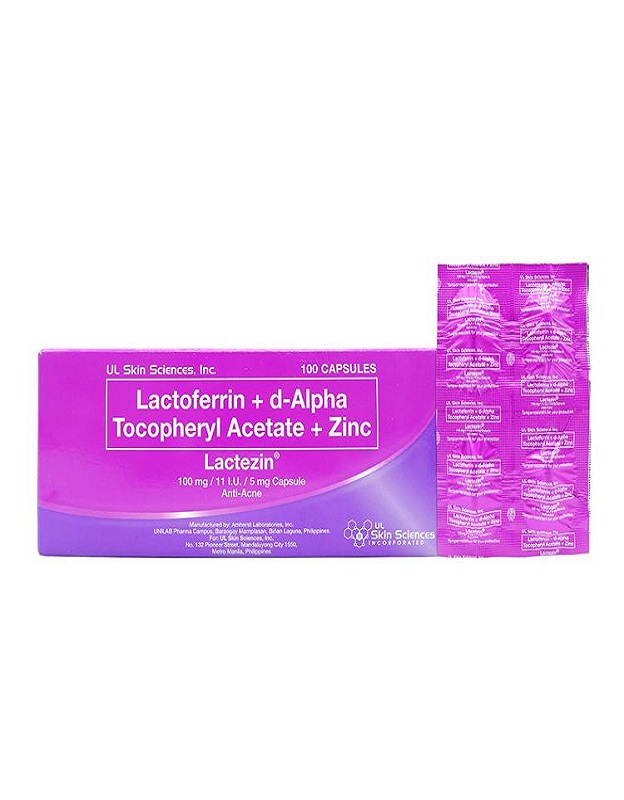 UL Skin Sciences, Inc. 100 CAPSULES
Lactoferrin + d-Alpha
Tocopheryl Acetate + Zinc
Lactezin®
100 mg / 11 I.U. / 5 mg Capsule
Anti-Acne
Manufactured by: Amherst Laboratories, Inc.
UNILAB Pharma Campus, Barangay Mamplasan, Biñan Laguna, Philippines.
For: UL Skin Sciences, Inc.
No. 132 Pioneer Street, Mandaluyong City 1550,
Metro Manila, Philippines
UL
Skin Sciences
INCORPORATED
UL Skin Sciences, Inc.
Lactoferrin + d-Alpha
Tocopheryl Acetate + Zinc
Lactezin®